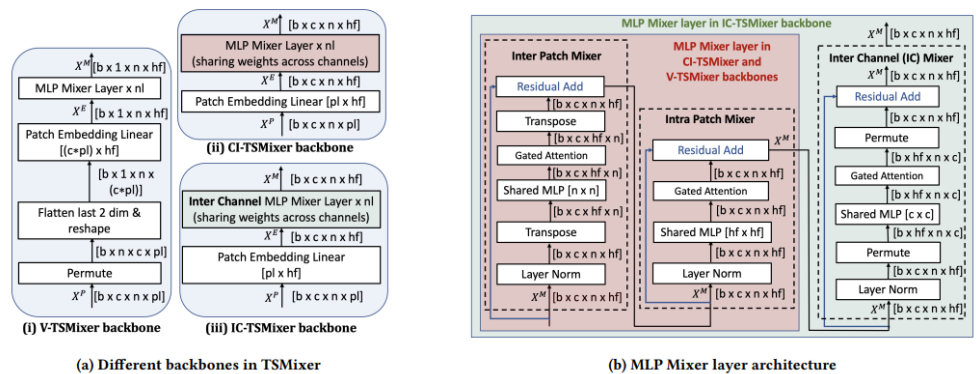 X^M [b x 1 x n x hf]
MLP Mixer Layer x nl
X^E [b x 1 x n x hf]
Patch Embedding Linear
[(c*pl) x hf]
[b x 1 x n x
(c*pl)]
Flatten last 2 dim &
reshape
[b x n x c x pl]
Permute
X^P [b x c x n x pl]
(i) V-TSMixer backbone
X^M [b x c x n x hf]
MLP Mixer Layer x nl
(sharing weights across channels)
X^E [b x c x n x hf]
Patch Embedding Linear [pl x hf]
X^P [b x c x n x pl]
(ii) CI-TSMixer backbone
X^M [b x c x n x hf]
Inter Channel MLP Mixer Layer x nl
(sharing weights across channels)
X^E [b x c x n x hf]
Patch Embedding Linear
[pl x hf]
X^P [b x c x n x pl]
(iii) IC-TSMixer backbone
(a) Different backbones in TSMixer
MLP Mixer layer in IC-TSMixer backbone
MLP Mixer layer in
CI-TSMixer and
V-TSMixer backbones
Inter Patch Mixer
Residual Add
[b x c x n x hf]
Transpose
[b x c x hf x n]
Gated Attention
[b x c x hf x n]
Shared MLP [n x n]
[b x c x hf x n]
Transpose
[b x c x n x hf]
Layer Norm
X^M [b x c x n x hf]
Intra Patch Mixer
X^M
Residual Add
[b x c x n x hf]
Gated Attention
[b x c x n x hf]
Shared MLP [hf x hf]
[b x c x n x hf]
Layer Norm
X^M [b x c x n x hf]
X^M [b x c x n x hf]
Inter Channel (IC) Mixer
X^M [b x c x n x hf]
Residual Add
[b x c x n x hf]
Permute
[b x hf x n x c]
Gated Attention
[b x hf x n x c]
Shared MLP [c x c]
[b x hf x n x c]
Permute
[b x c x n x hf]
Layer Norm
X^M [b x c x n x hf]
(b) MLP Mixer layer architecture